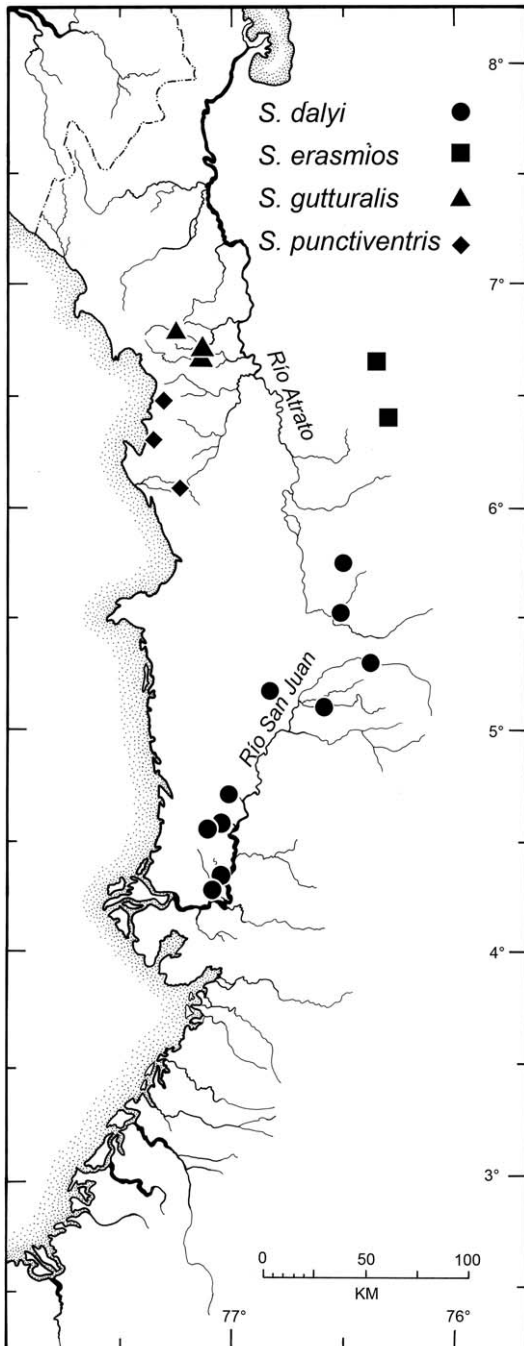 8°
S. dalyi
S. erasmios
S. gutturalis
S. punctiventris
7°
Río Atrato
6°
Río San Juan
5°
4°
3°
0 50 100
KM
77° 76°